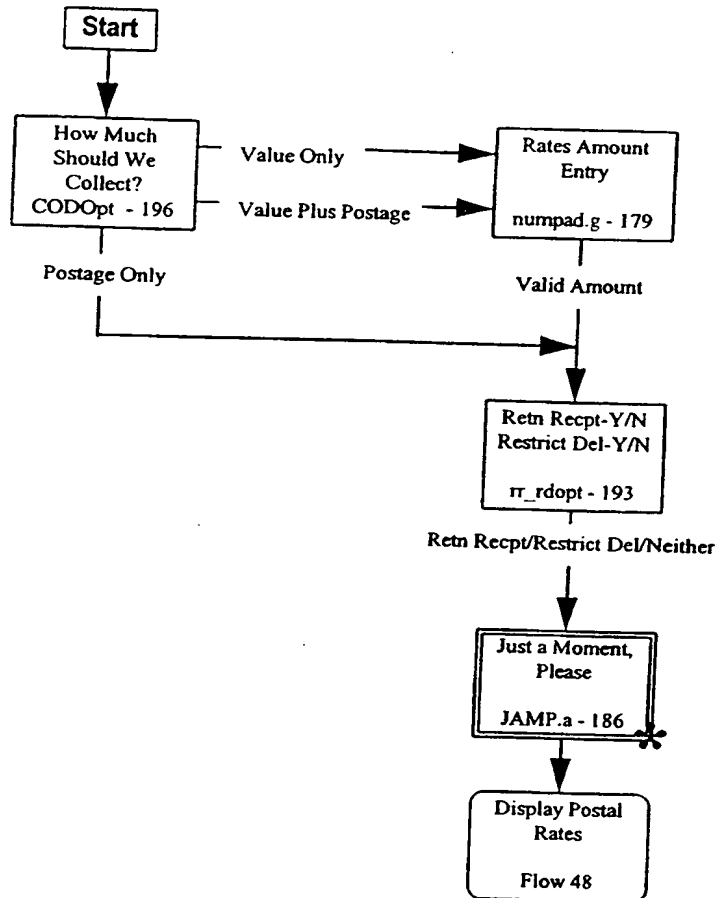 Start
How Much
Should We
Collect?
CODOpt - 196
Value Only
Value Plus Postage
Rates Amount
Entry
numpad.g - 179
Postage Only
Valid Amount
Retn Recpt-Y/N
Restrict Del-Y/N
rr_rdopt - 193
Retn Recpt/Restrict Del/Neither
Just a Moment,
Please
JAMP.a - 186
Display Postal
Rates
Flow 48